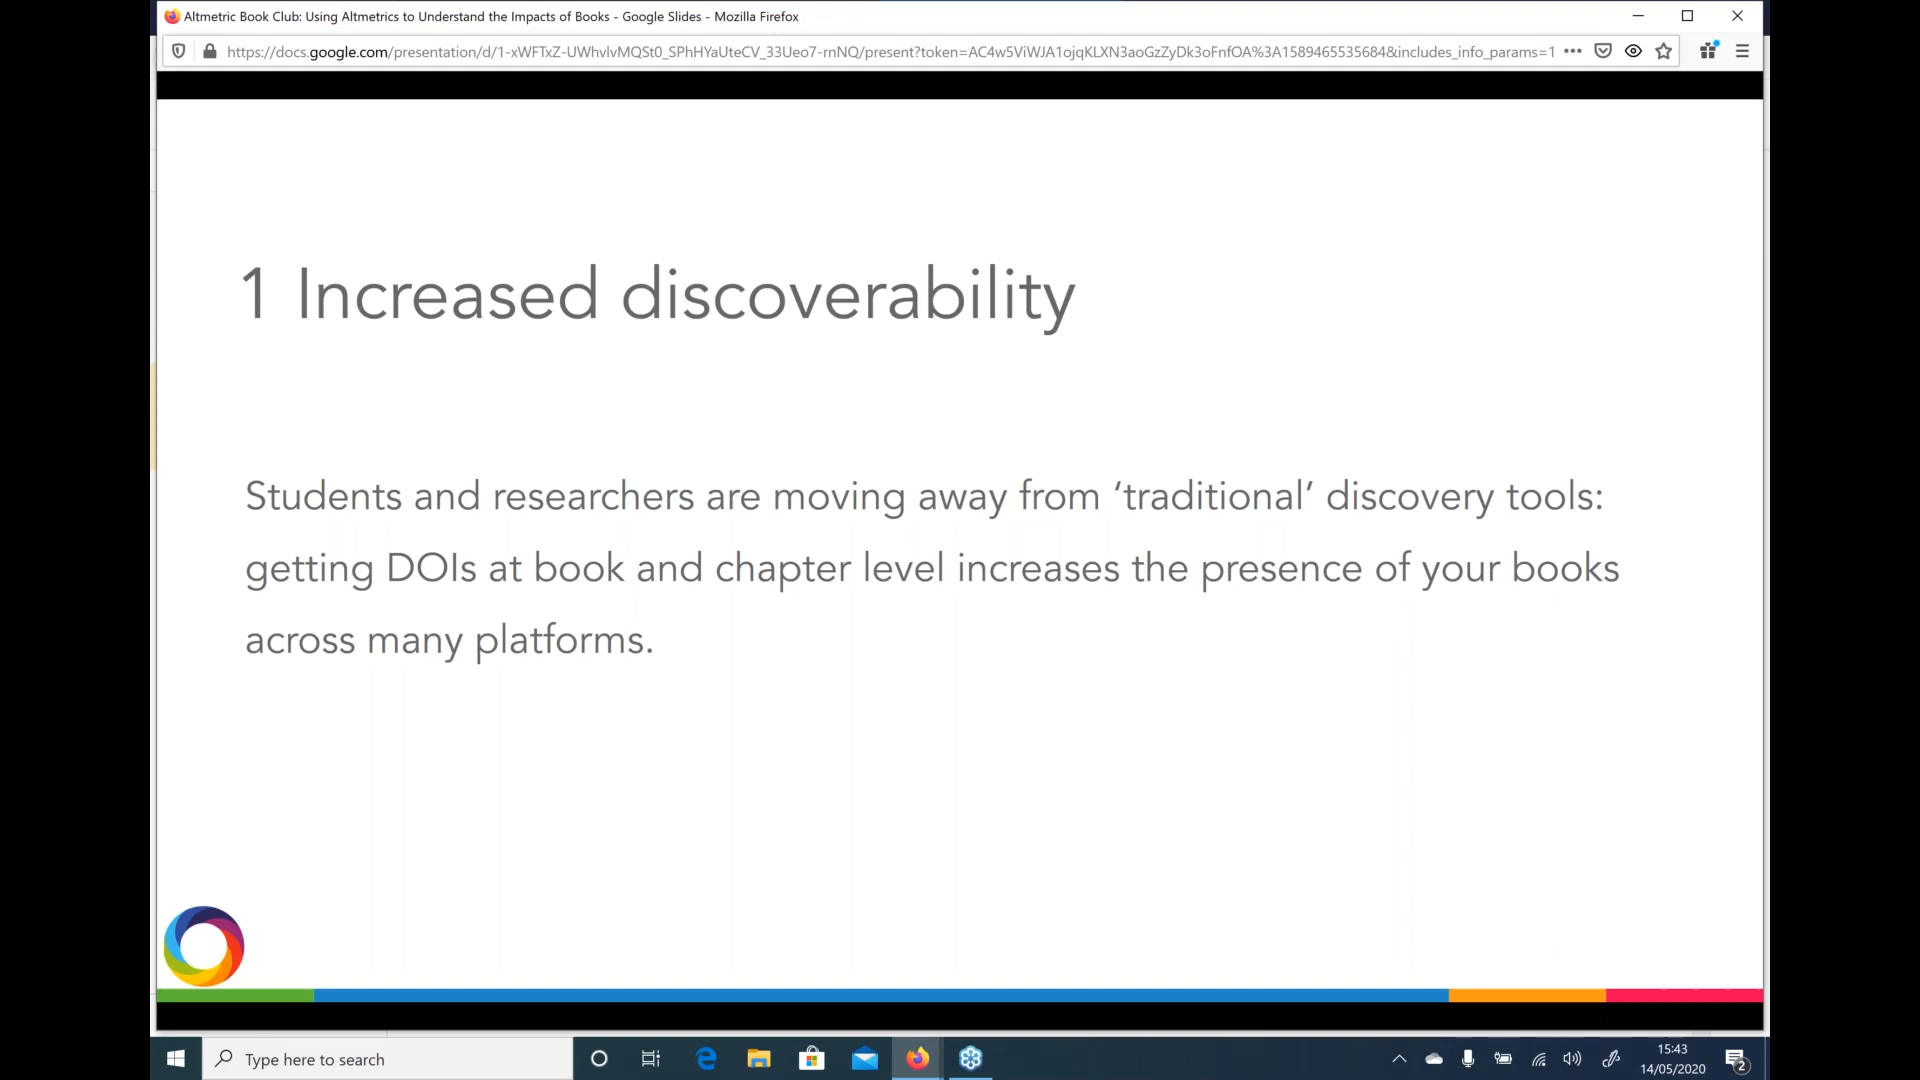 Altmetric Book Club: Using Altmetrics to Understand the Impacts of Books - Google Slides - Mozilla Firefox
https://docs.google.com/presentation/d/1-xWFTxZ-UWhvlvMQSt0_SPhHYaUteCV_33Ueo7-rnNQ/present?token=AC4w5ViWJA1ojqKLXN3aoGzZyDk3oFnfOA%3A1589465535684&includes_info_params=1
1 Increased discoverability
Students and researchers are moving away from ‘traditional’ discovery tools:
getting DOIs at book and chapter level increases the presence of your books
across many platforms.
Type here to search
15:43
14/05/2020
2